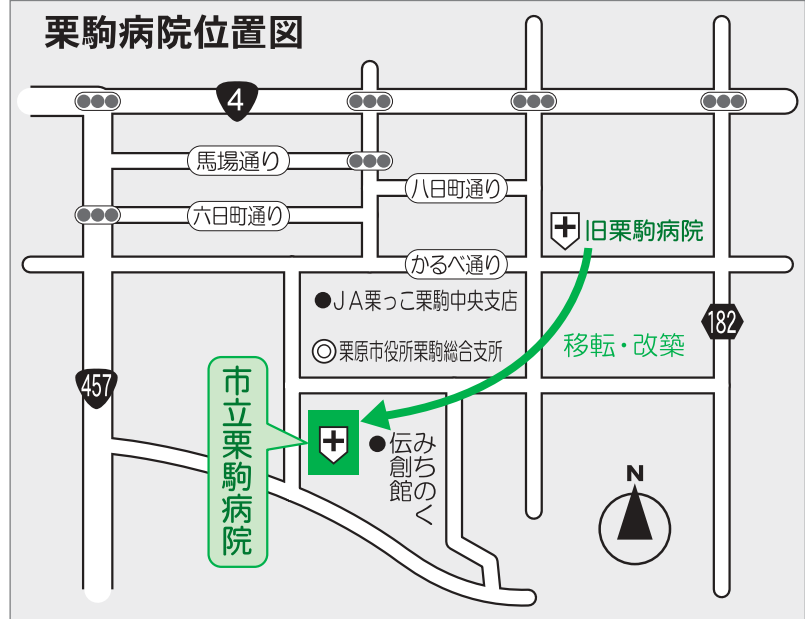 栗駒病院位置図
4
馬場通り
八日町通り
六日町通り
旧栗駒病院
かるべ通り
JA栗っこ栗駒中央支店
182
移転・改築
栗原市役所栗駒総合支所
457
市立栗駒病院
みちのく
伝創館
N